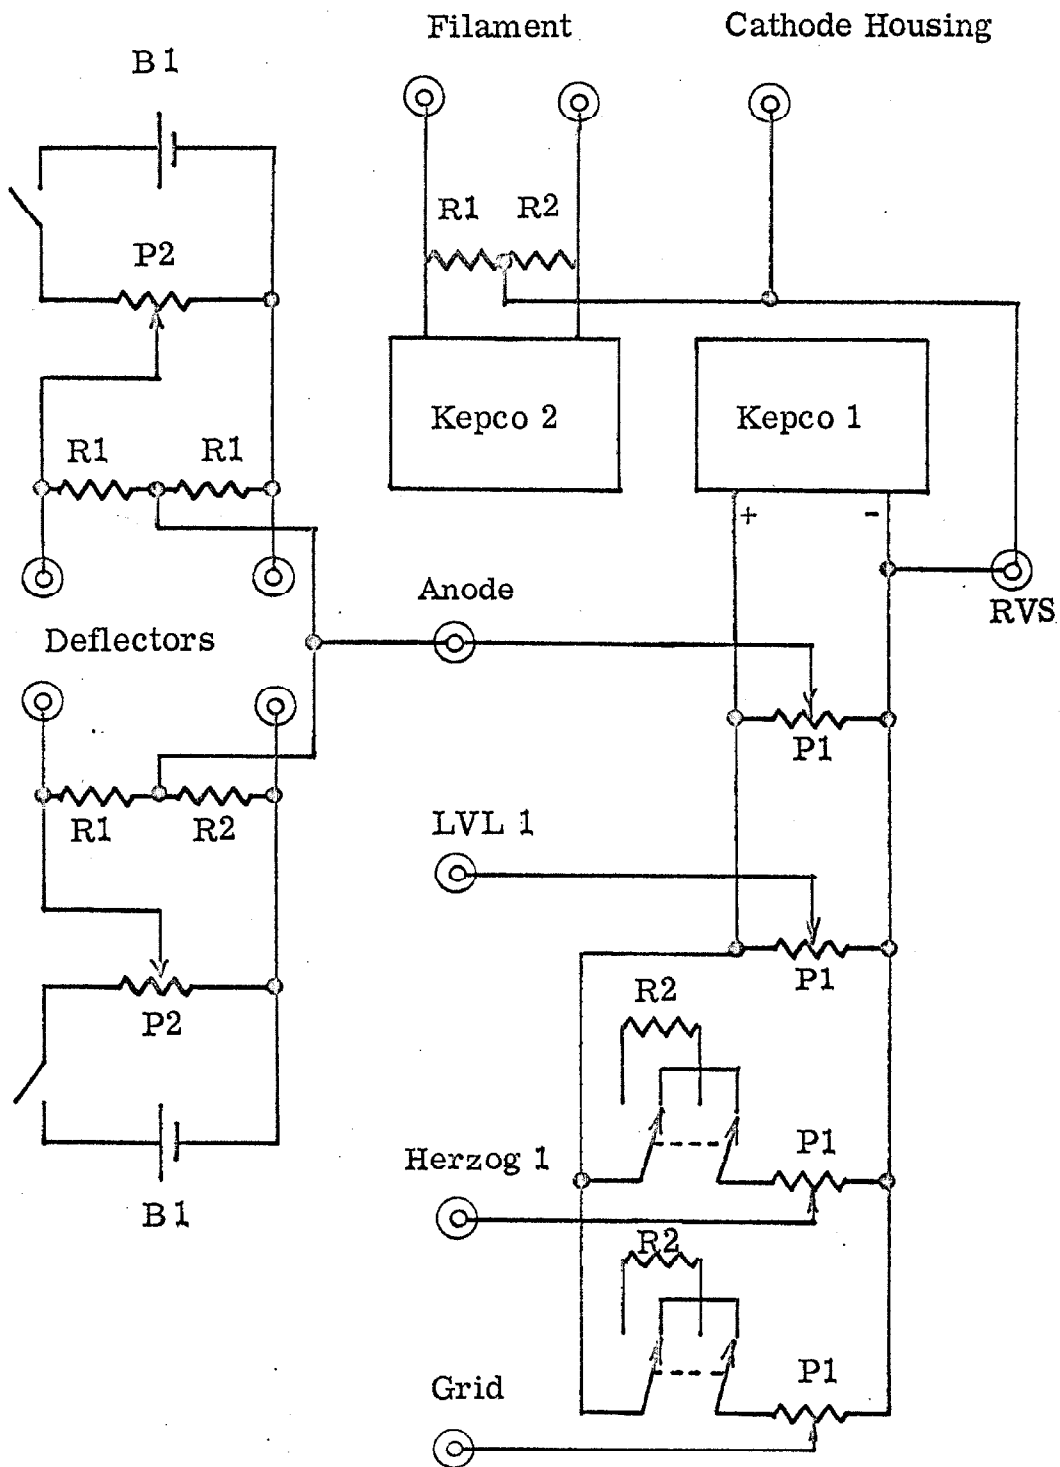 Filament
Cathode Housing
B1
R1 R2
P2
Kepco 2
Kepco 1
R1 R1
+ -
Anode
RVS
Deflectors
P1
LVL 1
R1 R2
P1
R2
P2
P1
Herzog 1
B1
R2
P1
Grid